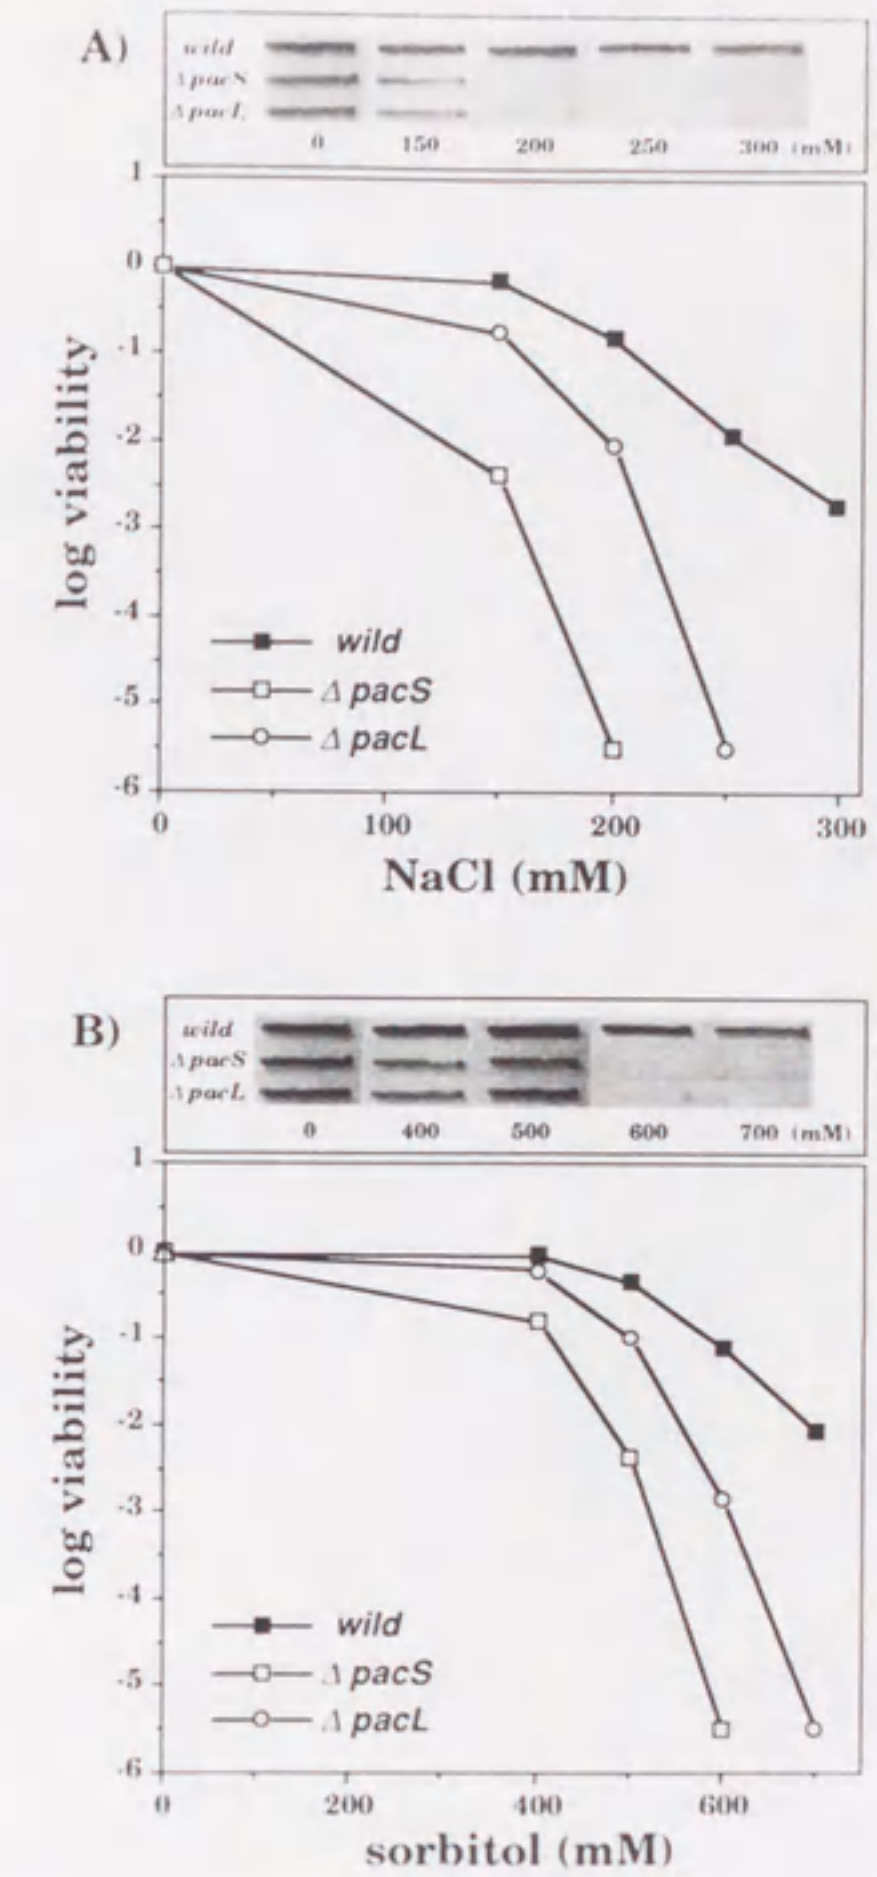 A)
wild
ΔpacS
ΔpacL
0 150 200 250 300 (mM)
1
0
-1
-2
-3
-4
-5
-6
log viability
wild
Δ pacS
Δ pacL
0 100 200 300
NaCl (mM)
B)
wild
ΔpacS
ΔpacL
0 400 500 600 700 (mM)
1
0
-1
-2
-3
-4
-5
-6
log viability
wild
Δ pacS
Δ pacL
0 200 400 600
sorbitol (mM)